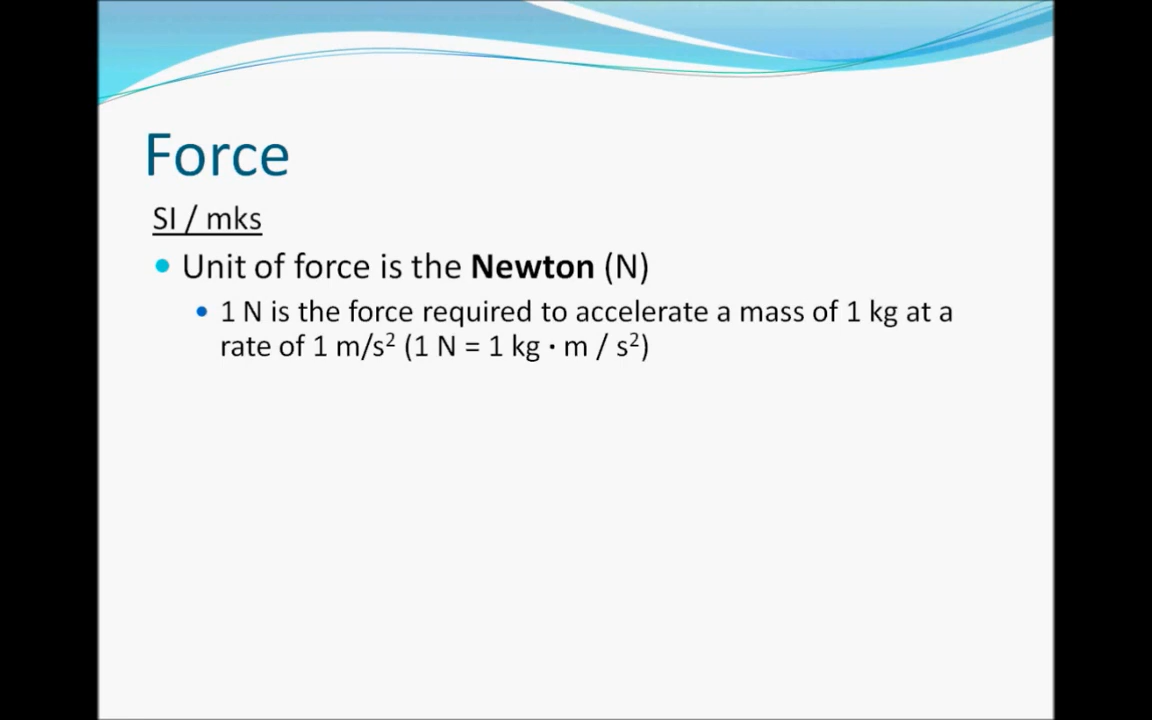 Force
SI / mks
• Unit of force is the Newton (N)
• 1 N is the force required to accelerate a mass of 1 kg at a
rate of 1 m/s² (1 N = 1 kg · m / s²)